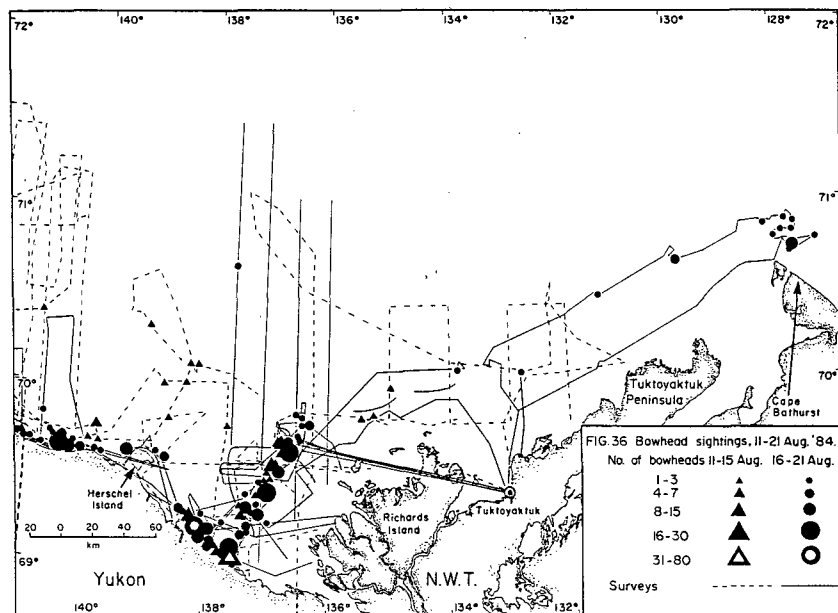 72°
140°
138°
136°
134°
132°
130°
128°
72°
71°
71°
70°
70°
Tuktoyaktuk
Peninsula
Cape
Bathurst
Herschel
Island
20 0 20 40 60
km
Richards
Island
Tuktoyaktuk
69°
Yukon
N.W.T.
140°
138°
136°
134°
132°
FIG.36 Bowhead sightings, 11-21 Aug.'84.
No. of bowheads 11-15 Aug. 16-21 Aug.
1-3
4-7
8-15
16-30
31-80
Surveys